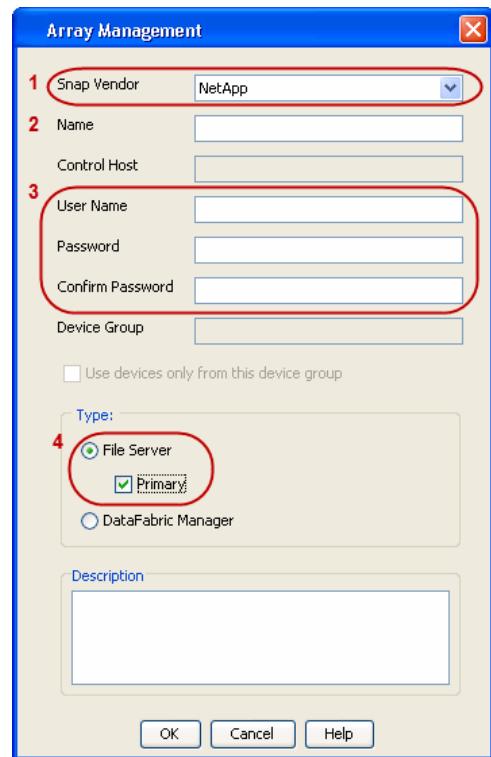 Array Management
1 Snap Vendor NetApp
2 Name
Control Host
3
User Name
Password
Confirm Password
Device Group
Use devices only from this device group
Type:
4 File Server
Primary
DataFabric Manager
Description
OK Cancel Help